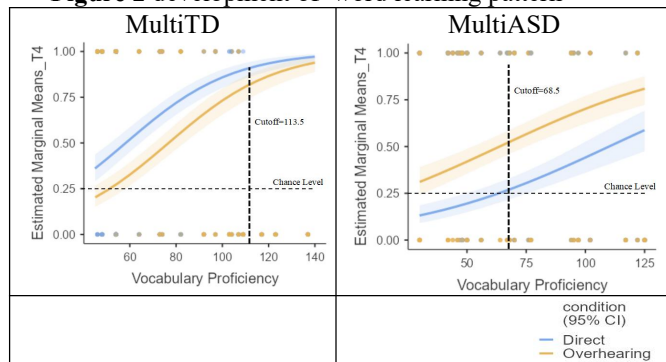 Figure 2 development of word learning pattern
MultiTD
MultiASD
Estimated Marginal Means_T4
1.00
0.75
0.50
0.25
0.00
Cutoff=113.5
Chance Level
60
80
100
120
140
Vocabulary Proficiency
Estimated Marginal Means_T4
1.00
0.75
0.50
0.25
0.00
Cutoff=68.5
Chance Level
50
75
100
125
Vocabulary Proficiency
condition
(95% CI)
Direct
Overhearing